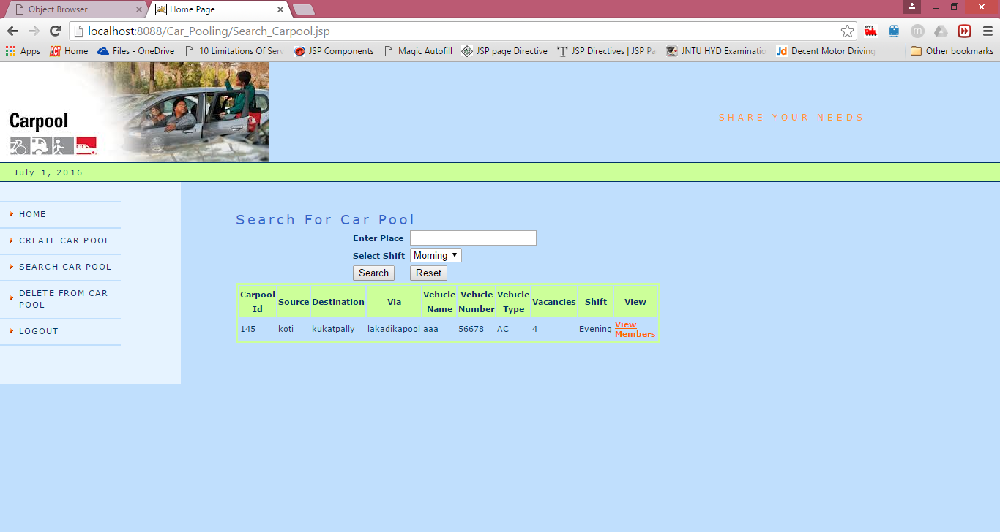 Object Browser
Home Page
localhost:8088/Car_Pooling/Search_Carpool.jsp
Apps ACT Home Files - OneDrive 10 Limitations Of Serv JSP Components Magic Autofill JSP page Directive JSP Directives | JSP Pa JNTU HYD Examinatio Jd Decent Motor Driving Other bookmarks
Carpool
SHARE YOUR NEEDS
July 1, 2016
HOME
CREATE CAR POOL
SEARCH CAR POOL
DELETE FROM CAR
POOL
LOGOUT
Search For Car Pool
Enter Place
Select Shift Morning
Search Reset
Carpool Id Source Destination Via Vehicle Name Vehicle Number Vehicle Type Vacancies Shift View
145 koti kukatpally lakadikapool aaa 56678 AC 4 Evening View Members